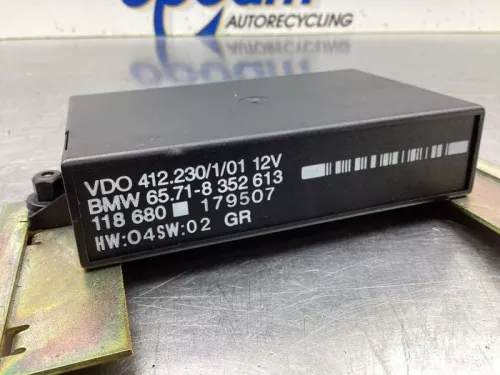 AUTORECYCLING
VDO 412.230/1/01 12V
BMW 65.71-8 352 613
118 680 179507
HW:04SW:02 GR